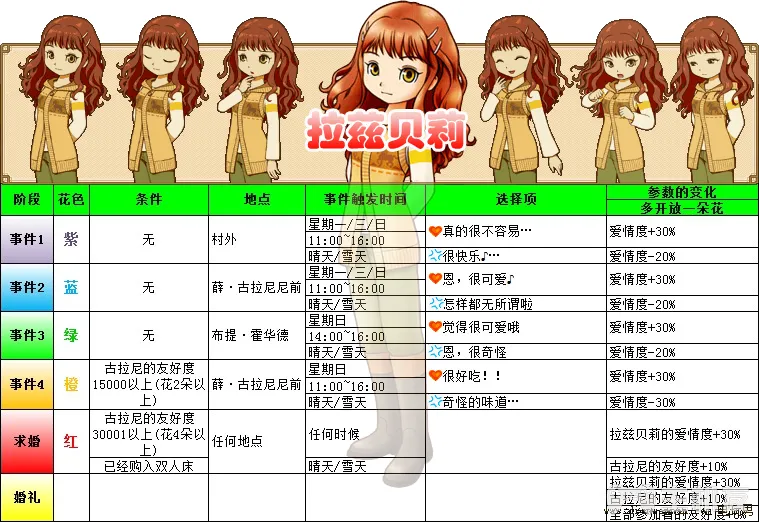 拉兹贝莉
阶段 花色 条件 地点 事件触发时间 选择项 参数的变化
多开放一朵花
事件1 紫 无 村外 星期一/三/日
11:00~16:00
晴天/雪天
真的很不容易… 爱情度+30%
很快乐♪… 爱情度-20%
事件2 蓝 无 薛·古拉尼尼前 星期一/三/日
11:00~16:00
晴天/雪天
恩，很可爱♪ 爱情度+30%
怎样都无所谓啦 爱情度-20%
事件3 绿 无 布提·霍华德 星期日
14:00~16:00
晴天/雪天
觉得很可爱哦 爱情度+30%
恩，很奇怪 爱情度-20%
事件4 橙 古拉尼的友好度
15000以上(花2朵以
上)
薛·古拉尼尼前 星期日
11:00~16:00
晴天/雪天
很好吃！！ 爱情度+30%
奇怪的味道… 爱情度-30%
求婚 红 古拉尼的友好度
30001以上(花4朵以
上)
已经购入双人床
任何地点 任何时候
晴天/雪天
拉兹贝莉的爱情度+30%
古拉尼的友好度+10%
婚礼 拉兹贝莉的爱情度+30%
古拉尼的友好度+10%
全部参加者的友好度+6%